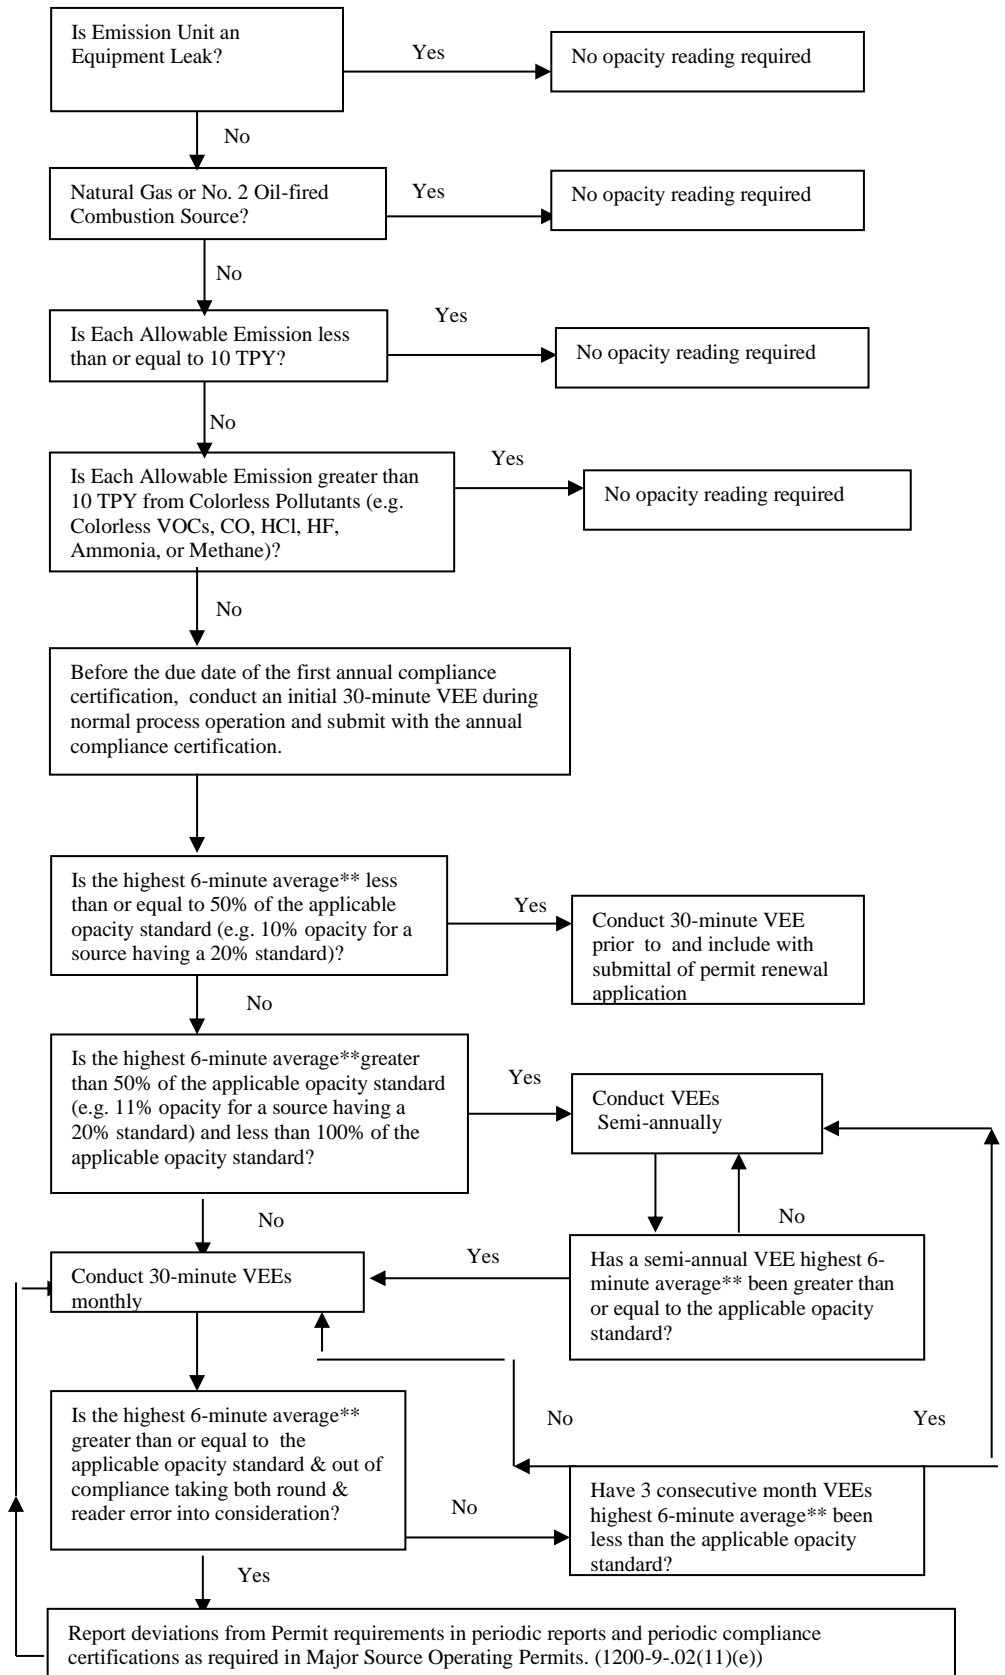 Is Emission Unit an
Equipment Leak?
Yes
No opacity reading required
No
Natural Gas or No. 2 Oil-fired
Combustion Source?
Yes
No opacity reading required
No
Is Each Allowable Emission less
than or equal to 10 TPY?
Yes
No opacity reading required
No
Is Each Allowable Emission greater than
10 TPY from Colorless Pollutants (e.g.
Colorless VOCs, CO, HCl, HF,
Ammonia, or Methane)?
Yes
No opacity reading required
No
Before the due date of the first annual compliance
certification,  conduct an initial 30-minute VEE during
normal process operation and submit with the annual
compliance certification.
Is the highest 6-minute average** less
than or equal to 50% of the applicable
opacity standard (e.g. 10% opacity for a
source having a 20% standard)?
Yes
Conduct 30-minute VEE
prior  to  and include with
submittal of permit renewal
application
No
Is the highest 6-minute average**greater
than 50% of the applicable opacity standard
(e.g. 11% opacity for a source having a
20% standard) and less than 100% of the
applicable opacity standard?
Yes
Conduct VEEs
Semi-annually
No
No
Conduct 30-minute VEEs
monthly
Yes
Has a semi-annual VEE highest 6-
minute average** been greater than
or equal to the applicable opacity
standard?
Is the highest 6-minute average**
greater than or equal to  the
applicable opacity standard & out of
compliance taking both round &
reader error into consideration?
No
Yes
No
Have 3 consecutive month VEEs
highest 6-minute average** been
less than the applicable opacity
standard?
Yes
Report deviations from Permit requirements in periodic reports and periodic compliance
certifications as required in Major Source Operating Permits. (1200-9-.02(11)(e))